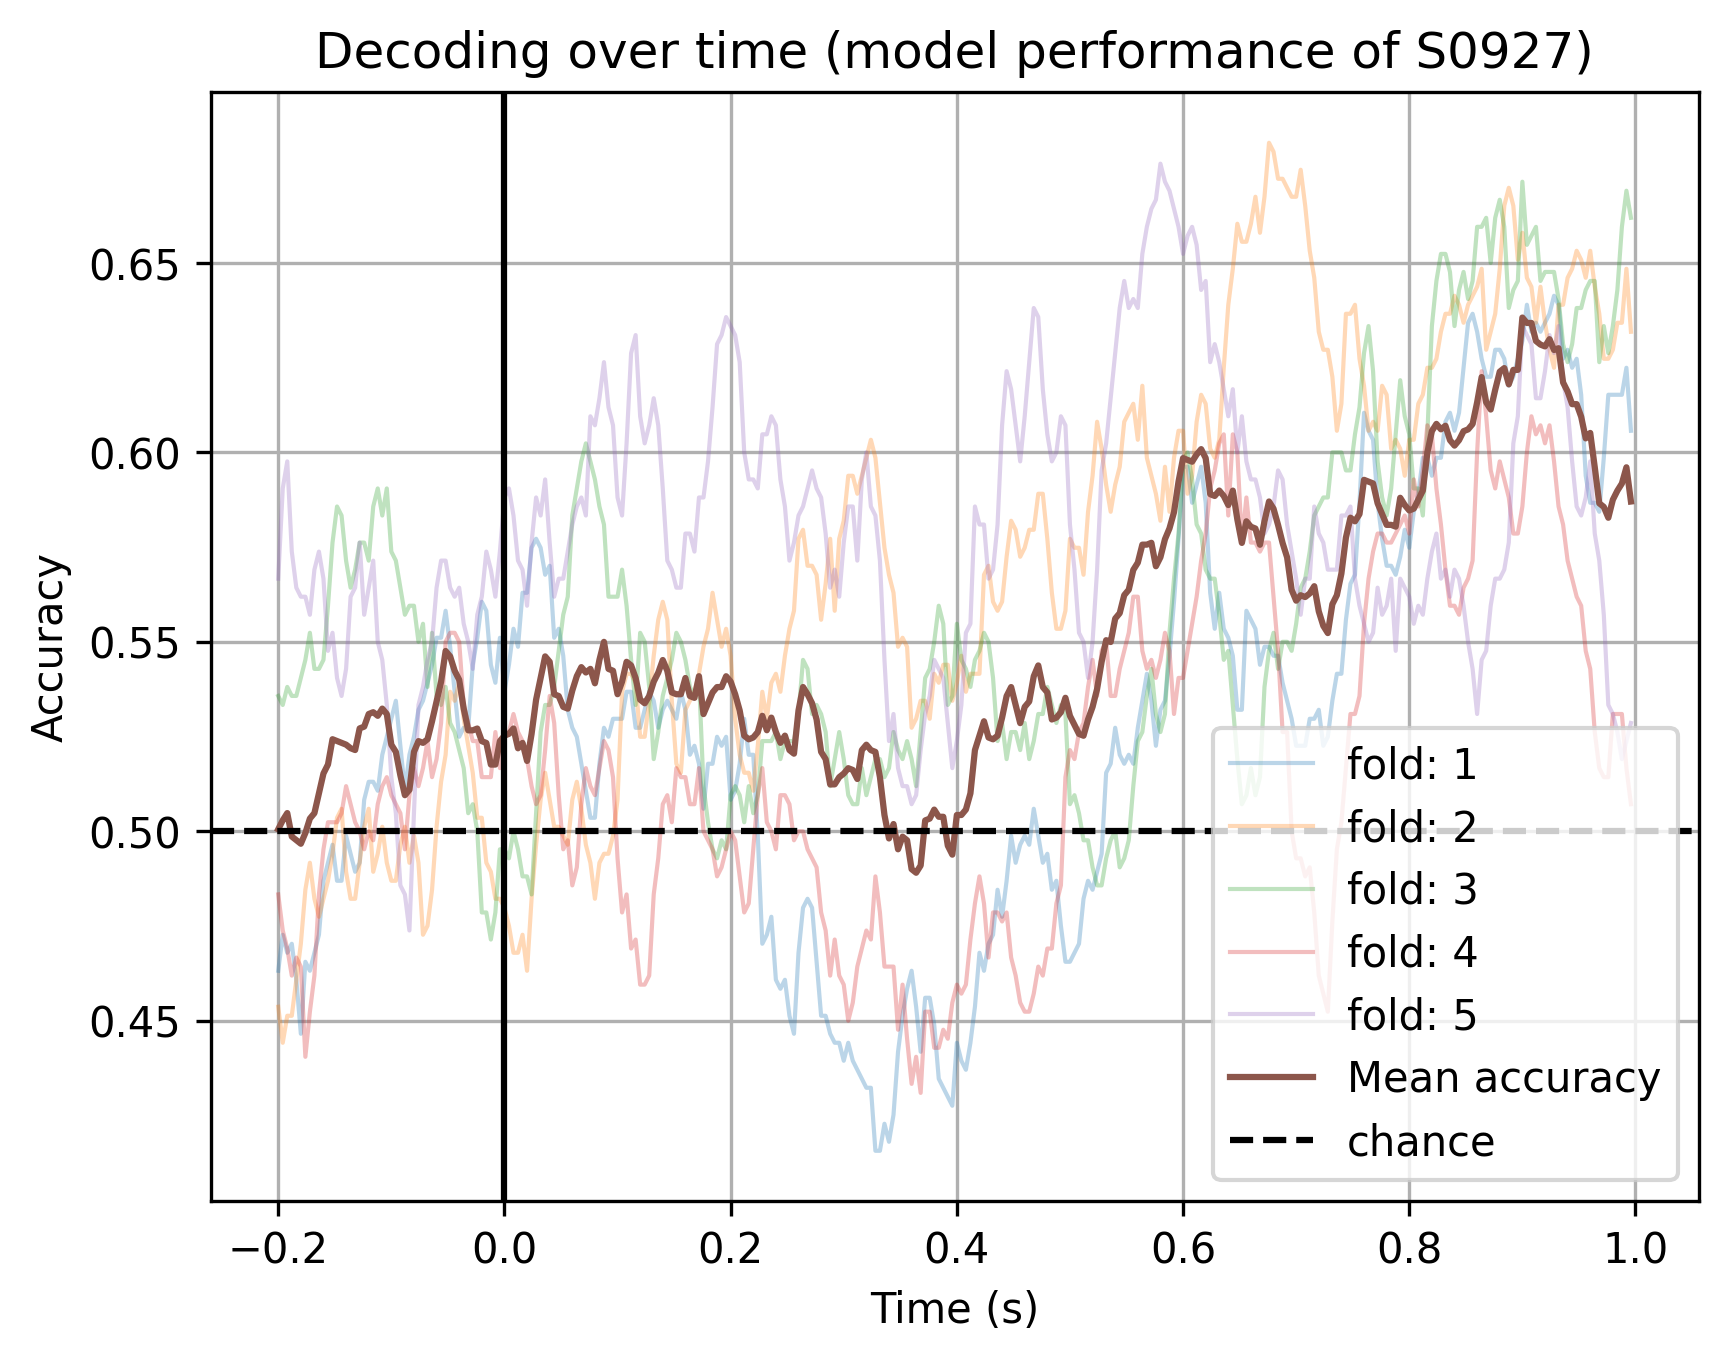 Decoding over time (model performance of S0927)
Accuracy
0.65
0.60
0.55
0.50
0.45
−0.2
0.0
0.2
0.4
0.6
0.8
1.0
Time (s)
fold: 1
fold: 2
fold: 3
fold: 4
fold: 5
Mean accuracy
chance